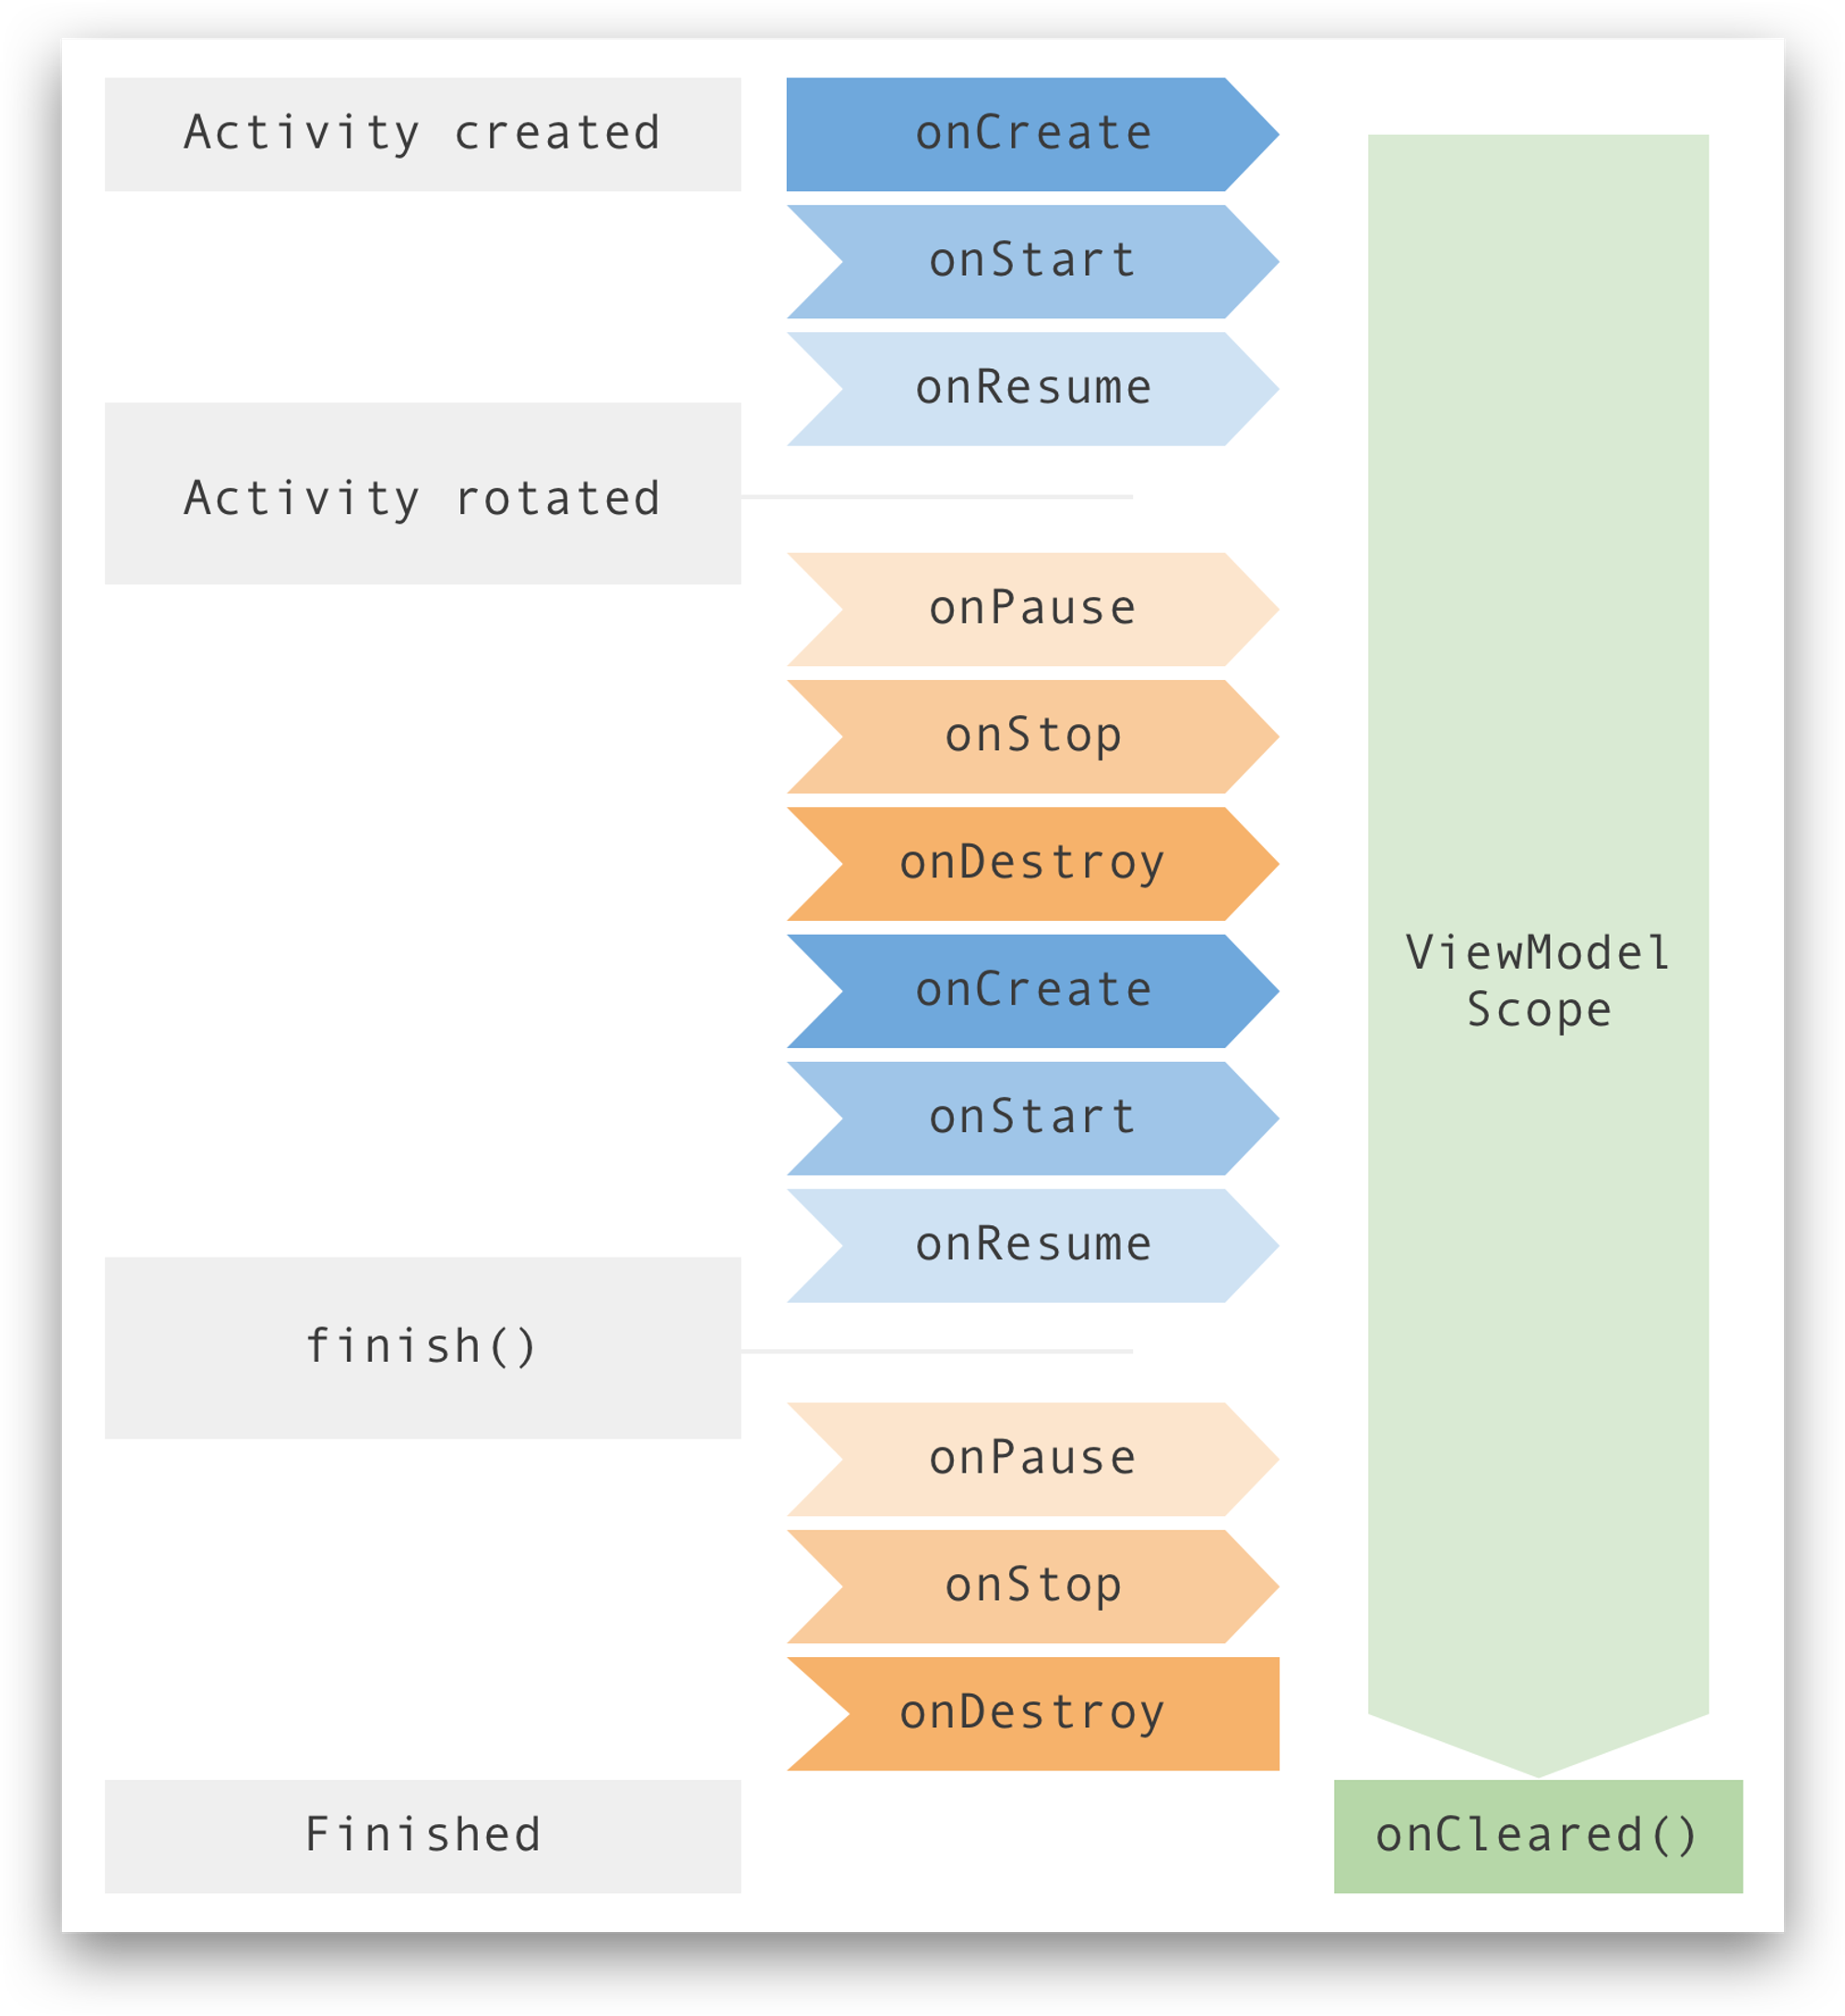 Activity created
onCreate
onStart
onResume
Activity rotated
onPause
onStop
onDestroy
onCreate
ViewModel
Scope
onStart
onResume
finish()
onPause
onStop
onDestroy
Finished
onCleared()